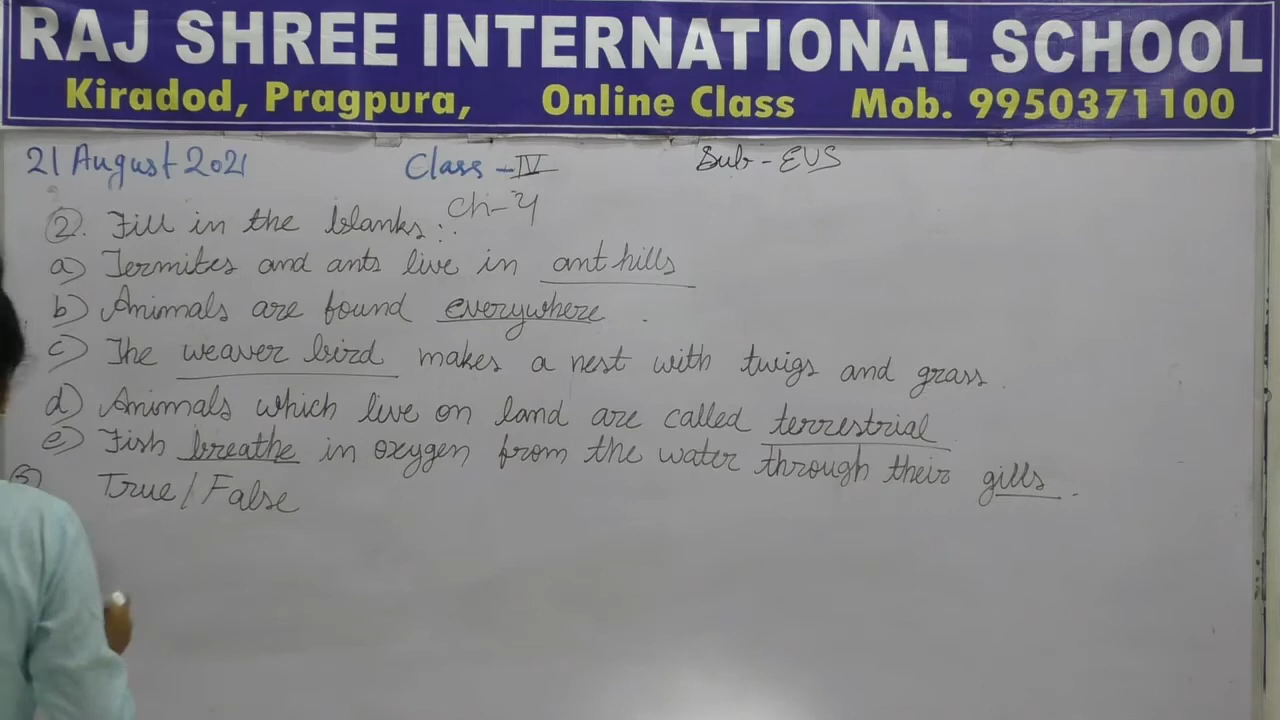 RAJ SHREE INTERNATIONAL SCHOOL
Kiradod, Pragpura, Online Class Mob. 9950371100
21 August 2021 Class - IV Sub - EVS
Ch-4
2. Fill in the blanks:.
a) Termites and ants live in ant hills
b) Animals are found everywhere.
c) The weaver bird makes a nest with twigs and grass.
d) Animals which live on land are called terrestrial.
e) Fish breathe in oxygen from the water through their gills.
True/False